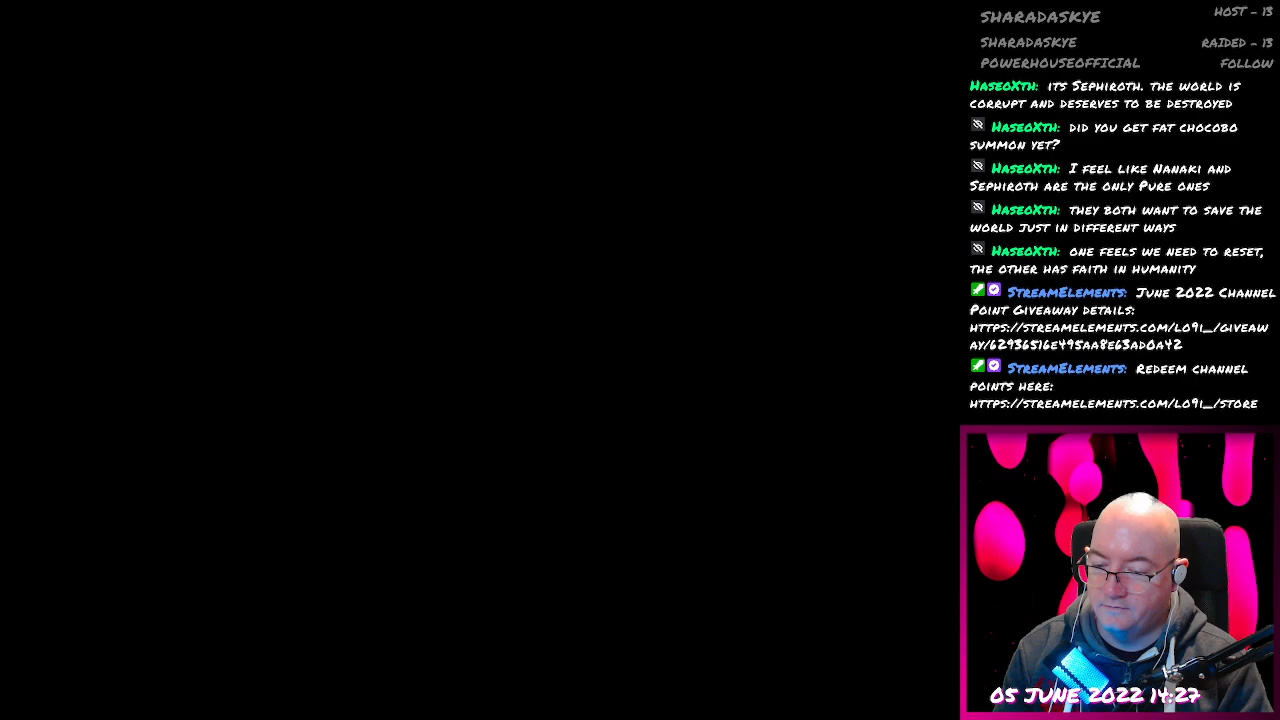 SHARADASKYE HOST - 13
SHARADASKYE RAIDED - 13
POWERHOUSEOFFICIAL FOLLOW
HASEOXTH: ITS SEPHIROTH. THE WORLD IS
CORRUPT AND DESERVES TO BE DESTROYED
HASEOXTH: DID YOU GET FAT CHOCOBO
SUMMON YET?
HASEOXTH: I FEEL LIKE NANAKI AND
SEPHIROTH ARE THE ONLY PURE ONES
HASEOXTH: THEY BOTH WANT TO SAVE THE
WORLD JUST IN DIFFERENT WAYS
HASEOXTH: ONE FEELS WE NEED TO RESET,
THE OTHER HAS FAITH IN HUMANITY
STREAMELEMENTS: JUNE 2022 CHANNEL
POINT GIVEAWAY DETAILS:
HTTPS://STREAMELEMENTS.COM/LO9I_/GIVEAW
AY/62936516E495AA8E63AD0A42
STREAMELEMENTS: REDEEM CHANNEL
POINTS HERE:
HTTPS://STREAMELEMENTS.COM/LO9I_/STORE
05 JUNE 2022 14:27